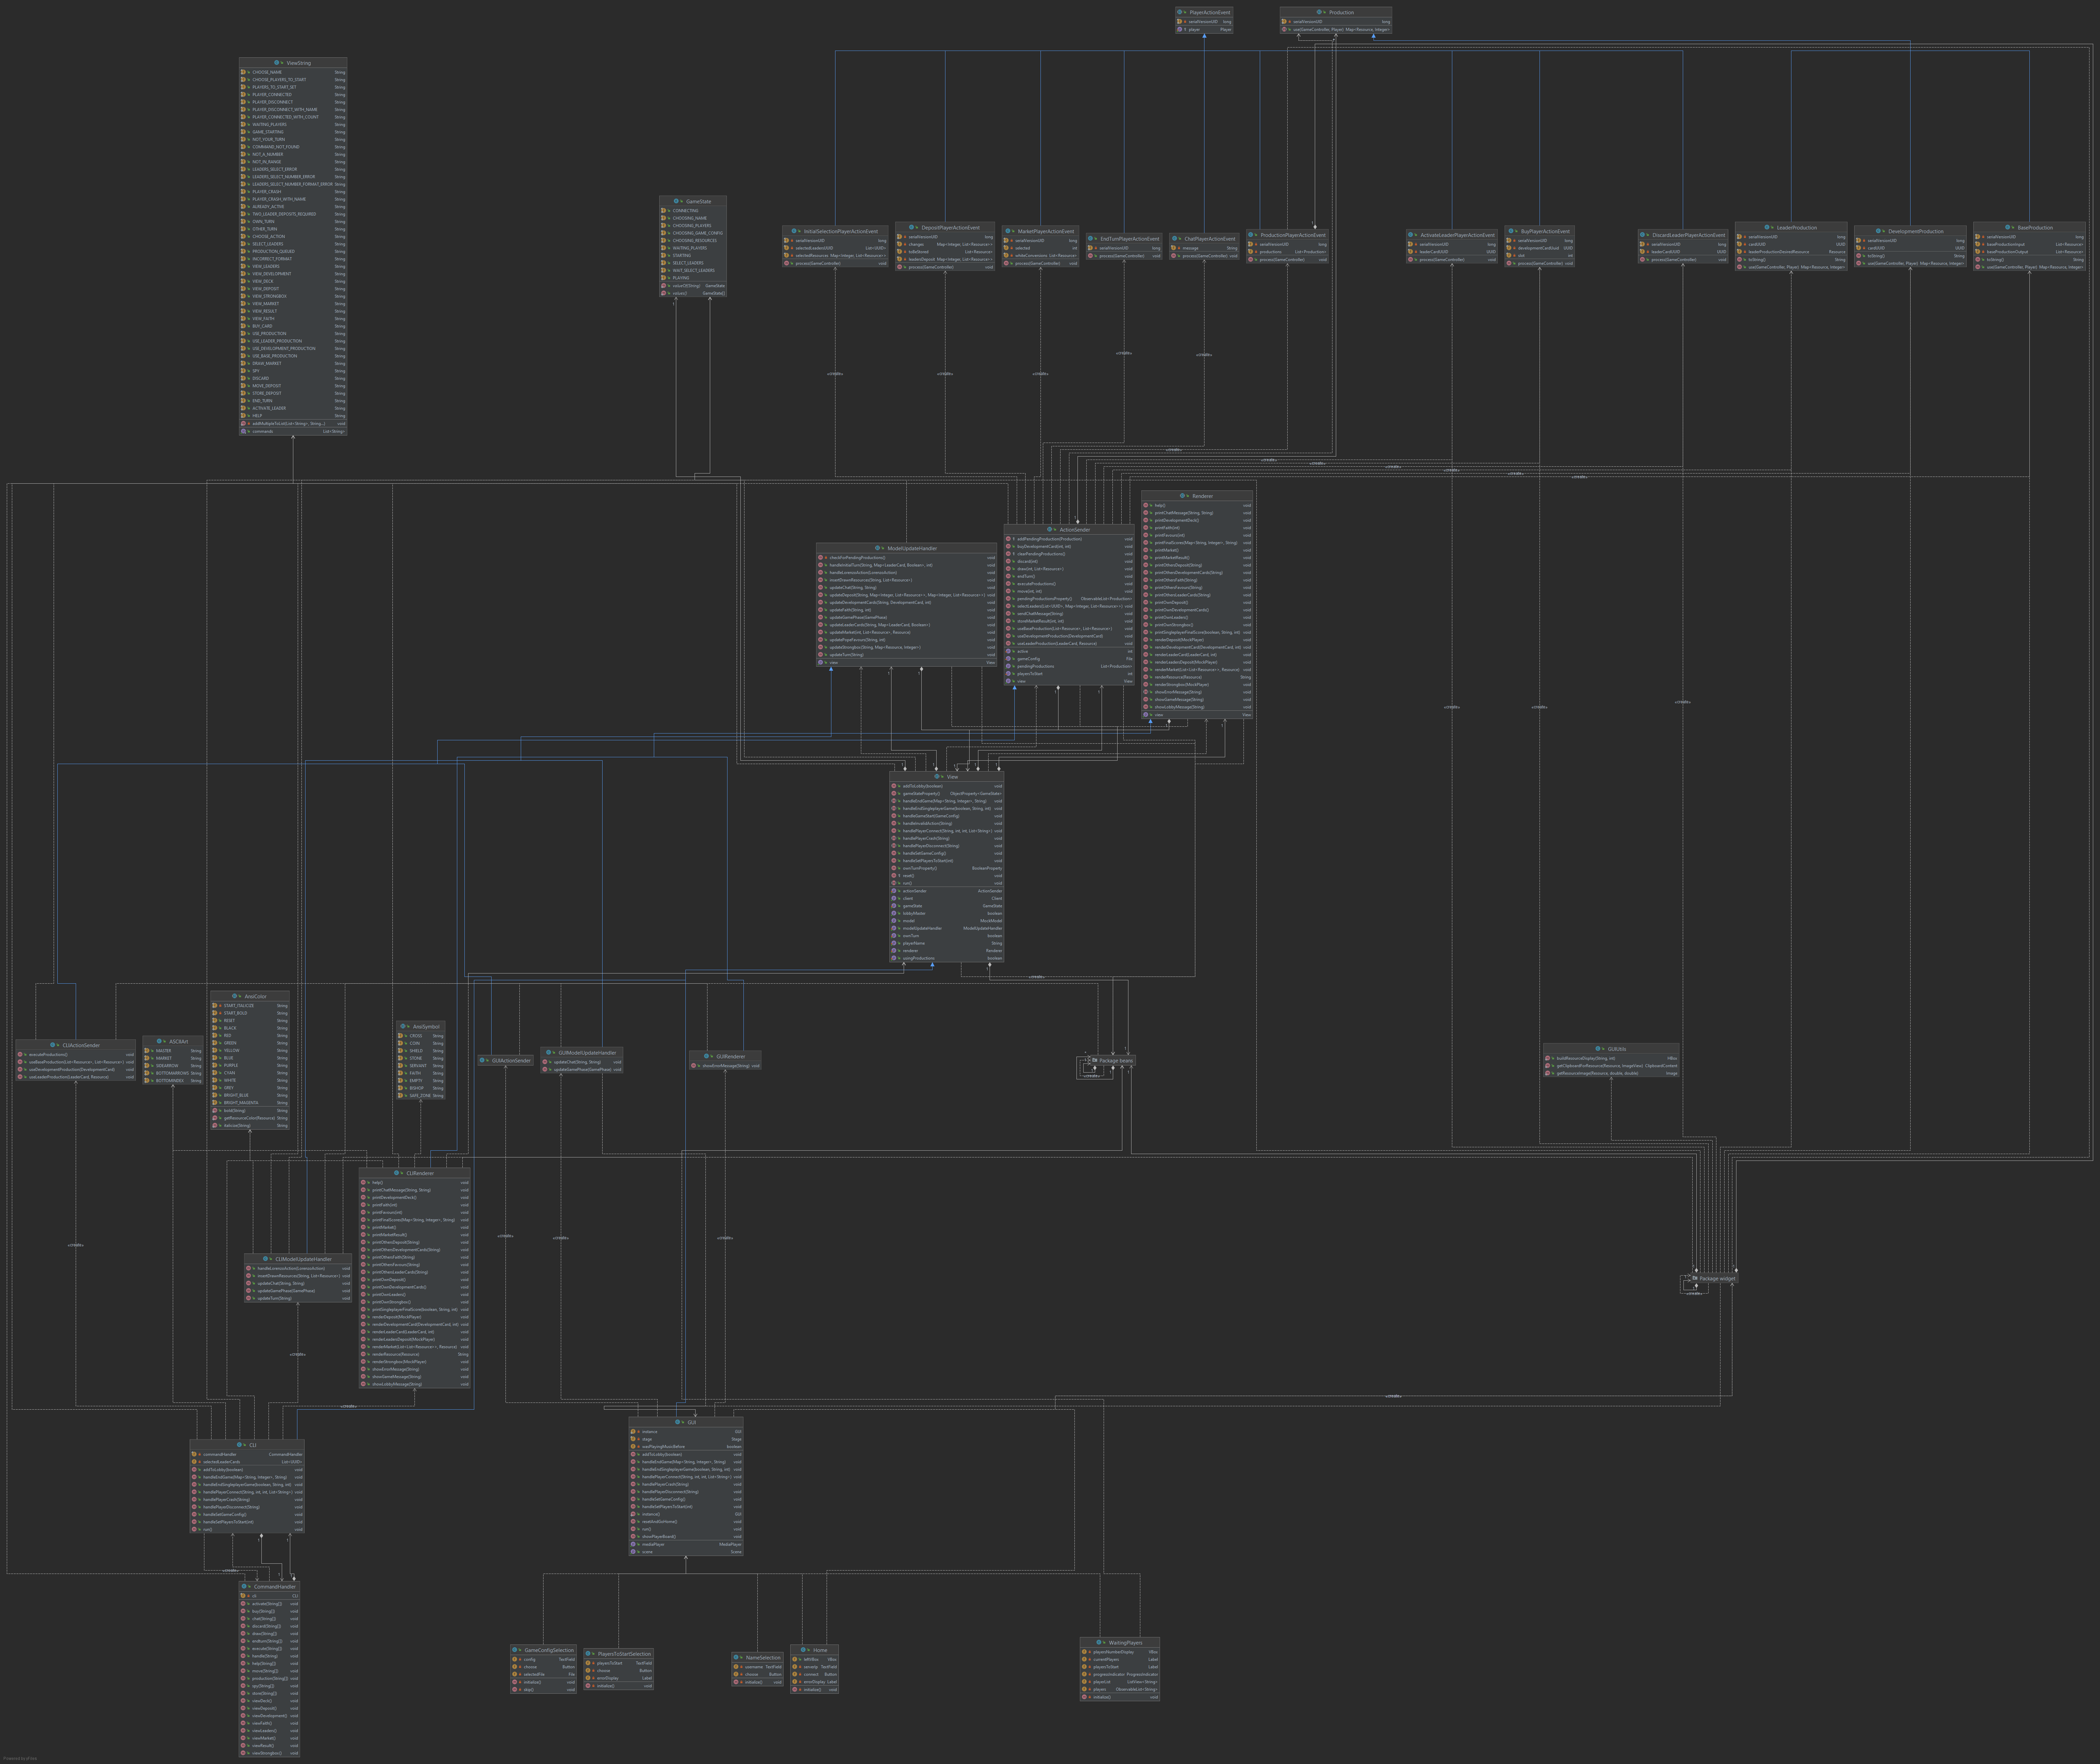 PlayerActionEvent
serialVersionUID long
player Player
Production
serialVersionUID long
use(GameController, Player) Map<Resource, Integer>
ViewString
CHOOSE_NAME String
CHOOSE_PLAYERS_TO_START String
PLAYERS_TO_START_SET String
PLAYER_CONNECTED String
PLAYER_DISCONNECT String
PLAYER_DISCONNECT_WITH_NAME String
PLAYER_CONNECTED_WITH_COUNT String
WAITING_PLAYERS String
GAME_STARTING String
NOT_YOUR_TURN String
COMMAND_NOT_FOUND String
NOT_A_NUMBER String
NOT_IN_RANGE String
LEADERS_SELECT_ERROR String
LEADERS_SELECT_NUMBER_ERROR String
LEADERS_SELECT_NUMBER_FORMAT_ERROR String
PLAYER_CRASH String
PLAYER_CRASH_WITH_NAME String
ALREADY_ACTIVE String
TWO_LEADER_DEPOSITS_REQUIRED String
OWN_TURN String
OTHER_TURN String
CHOOSE_ACTION String
SELECT_LEADERS String
PRODUCTION_QUEUED String
INCORRECT_FORMAT String
VIEW_LEADERS String
VIEW_DEVELOPMENT String
VIEW_DECK String
VIEW_DEPOSIT String
VIEW_STRONGBOX String
VIEW_MARKET String
VIEW_RESULT String
VIEW_FAITH String
BUY_CARD String
USE_PRODUCTION String
USE_LEADER_PRODUCTION String
USE_DEVELOPMENT_PRODUCTION String
USE_BASE_PRODUCTION String
DRAW_MARKET String
SPY String
DISCARD String
MOVE_DEPOSIT String
STORE_DEPOSIT String
END_TURN String
ACTIVATE_LEADER String
HELP String
addMultipleToList(List<String>, String...) void
commands List<String>
GameState
CONNECTING
CHOOSING_NAME
CHOOSING_PLAYERS
CHOOSING_GAME_CONFIG
CHOOSING_RESOURCES
WAITING_PLAYERS
STARTING
SELECT_LEADERS
WAIT_SELECT_LEADERS
PLAYING
valueOf(String) GameState
values() GameState[]
InitialSelectionPlayerActionEvent
serialVersionUID long
selectedLeadersUUID List<UUID>
selectedResources Map<Integer, List<Resource>>
process(GameController) void
DepositPlayerActionEvent
serialVersionUID long
changes Map<Integer, List<Resource>>
toBeStored List<Resource>
leadersDeposit Map<Integer, List<Resource>>
process(GameController) void
MarketPlayerActionEvent
serialVersionUID long
selected int
whiteConversions List<Resource>
process(GameController) void
EndTurnPlayerActionEvent
serialVersionUID long
process(GameController) void
ChatPlayerActionEvent
message String
serialVersionUID long
process(GameController) void
ProductionPlayerActionEvent
serialVersionUID long
productions List<Production>
process(GameController) void
ActivateLeaderPlayerActionEvent
serialVersionUID long
leaderCardUUID UUID
process(GameController) void
BuyPlayerActionEvent
serialVersionUID long
developmentCardUuid UUID
slot int
process(GameController) void
DiscardLeaderPlayerActionEvent
serialVersionUID long
leaderCardUUID UUID
process(GameController) void
LeaderProduction
serialVersionUID long
cardUUID UUID
leaderProductionDesiredResource Resource
toString() String
use(GameController, Player) Map<Resource, Integer>
DevelopmentProduction
serialVersionUID long
cardUUID UUID
toString() String
use(GameController, Player) Map<Resource, Integer>
BaseProduction
serialVersionUID long
baseProductionInput List<Resource>
baseProductionOutput List<Resource>
toString() String
use(GameController, Player) Map<Resource, Integer>
ModelUpdateHandler
checkForPendingProductions() void
handleInitialTurn(String, Map<LeaderCard, Boolean>, int) void
handleLorenzoAction(LorenzoAction) void
insertDrawnResources(String, List<Resource>) void
updateChat(String, String) void
updateDeposit(String, Map<Integer, List<Resource>>, Map<Integer, List<Resource>>) void
updateDevelopmentCards(String, DevelopmentCard, int) void
updateFaith(String, int) void
updateGamePhase(GamePhase) void
updateLeaderCards(String, Map<LeaderCard, Boolean>) void
updateMarket(int, List<Resource>, Resource) void
updatePopeFavours(String, int) void
updateStrongbox(String, Map<Resource, Integer>) void
updateTurn(String) void
view View
ActionSender
addPendingProduction(Production) void
buyDevelopmentCard(int, int) void
clearPendingProductions() void
discard(int) void
draw(int, List<Resource>) void
endTurn() void
executeProductions() void
move(int, int) void
pendingProductionsProperty() ObservableList<Production>
selectLeaders(List<UUID>, Map<Integer, List<Resource>>) void
sendChatMessage(String) void
storeMarketResult(int, int) void
useBaseProduction(List<Resource>, List<Resource>) void
useDevelopmentProduction(DevelopmentCard) void
useLeaderProduction(LeaderCard, Resource) void
active int
gameConfig File
pendingProductions List<Production>
playersToStart int
view View
Renderer
help() void
printChatMessage(String, String) void
printDevelopmentDeck() void
printFaith(int) void
printFavours(int) void
printFinalScores(Map<String, Integer>, String) void
printMarket() void
printMarketResult() void
printOthersDeposit(String) void
printOthersDevelopmentCards(String) void
printOthersFaith(String) void
printOthersFavours(String) void
printOthersLeaderCards(String) void
printOwnDeposit() void
printOwnDevelopmentCards() void
printOwnLeaders() void
printOwnStrongbox() void
printSingleplayerFinalScore(boolean, String, int) void
renderDeposit(MockPlayer) void
renderDevelopmentCard(DevelopmentCard, int) void
renderLeaderCard(LeaderCard, int) void
renderLeadersDeposit(MockPlayer) void
renderMarket(List<List<Resource>>, Resource) void
renderResource(Resource) String
renderStrongbox(MockPlayer) void
showErrorMessage(String) void
showGameMessage(String) void
showLobbyMessage(String) void
view View
View
addToLobby(boolean) void
gameStateProperty() ObjectProperty<GameState>
handleEndGame(Map<String, Integer>, String) void
handleEndSingleplayerGame(boolean, String, int) void
handleGameStart(GameConfig) void
handleInvalidAction(String) void
handlePlayerConnect(String, int, int, List<String>) void
handlePlayerCrash(String) void
handlePlayerDisconnect(String) void
handleSetGameConfig() void
handleSetPlayersToStart(int) void
ownTurnProperty() BooleanProperty
reset() void
run() void
actionSender ActionSender
client Client
gameState GameState
lobbyMaster boolean
model MockModel
modelUpdateHandler ModelUpdateHandler
ownTurn boolean
playerName String
renderer Renderer
usingProductions boolean
CLIActionSender
executeProductions() void
useBaseProduction(List<Resource>, List<Resource>) void
useDevelopmentProduction(DevelopmentCard) void
useLeaderProduction(LeaderCard, Resource) void
ASCIIArt
MASTER String
MARKET String
SIDEARROW String
BOTTOMARROWS String
BOTTOMINDEX String
AnsiColor
START_ITALICIZE String
START_BOLD String
RESET String
BLACK String
RED String
GREEN String
YELLOW String
BLUE String
PURPLE String
CYAN String
WHITE String
GREY String
BRIGHT_BLUE String
BRIGHT_MAGENTA String
bold(String) String
getResourceColor(Resource) String
italicize(String) String
AnsiSymbol
CROSS String
COIN String
SHIELD String
STONE String
SERVANT String
FAITH String
EMPTY String
BISHOP String
SAFE_ZONE String
GUIActionSender
GUIModelUpdateHandler
updateChat(String, String) void
updateGamePhase(GamePhase) void
GUIRenderer
showErrorMessage(String) void
Package beans
GUIUtils
buildResourceDisplay(String, int) HBox
getClipboardForResource(Resource, ImageView) ClipboardContent
getResourceImage(Resource, double, double) Image
CLIRenderer
help() void
printChatMessage(String, String) void
printDevelopmentDeck() void
printFaith(int) void
printFavours(int) void
printFinalScores(Map<String, Integer>, String) void
printMarket() void
printMarketResult() void
printOthersDeposit(String) void
printOthersDevelopmentCards(String) void
printOthersFaith(String) void
printOthersFavours(String) void
printOthersLeaderCards(String) void
printOwnDeposit() void
printOwnDevelopmentCards() void
printOwnLeaders() void
printOwnStrongbox() void
printSingleplayerFinalScore(boolean, String, int) void
renderDeposit(MockPlayer) void
renderDevelopmentCard(DevelopmentCard, int) void
renderLeaderCard(LeaderCard, int) void
renderLeadersDeposit(MockPlayer) void
renderMarket(List<List<Resource>>, Resource) void
renderResource(Resource) String
renderStrongbox(MockPlayer) void
showErrorMessage(String) void
showGameMessage(String) void
showLobbyMessage(String) void
CLIModelUpdateHandler
handleLorenzoAction(LorenzoAction) void
insertDrawnResources(String, List<Resource>) void
updateChat(String, String) void
updateGamePhase(GamePhase) void
updateTurn(String) void
Package widget
CLI
commandHandler CommandHandler
selectedLeaderCards List<UUID>
addToLobby(boolean) void
handleEndGame(Map<String, Integer>, String) void
handleEndSingleplayerGame(boolean, String, int) void
handlePlayerConnect(String, int, int, List<String>) void
handlePlayerCrash(String) void
handlePlayerDisconnect(String) void
handleSetGameConfig() void
handleSetPlayersToStart(int) void
run() void
GUI
instance GUI
stage Stage
wasPlayingMusicBefore boolean
addToLobby(boolean) void
handleEndGame(Map<String, Integer>, String) void
handleEndSingleplayerGame(boolean, String, int) void
handlePlayerConnect(String, int, int, List<String>) void
handlePlayerCrash(String) void
handlePlayerDisconnect(String) void
handleSetGameConfig() void
handleSetPlayersToStart(int) void
instance() GUI
resetAndGoHome() void
run() void
showPlayerBoard() void
mediaPlayer MediaPlayer
scene Scene
CommandHandler
cli CLI
activate(String[]) void
buy(String[]) void
chat(String[]) void
discard(String[]) void
draw(String[]) void
endturn(String[]) void
execute(String[]) void
handle(String) void
help(String[]) void
move(String[]) void
production(String[]) void
spy(String[]) void
store(String[]) void
viewDeck() void
viewDeposit() void
viewDevelopment() void
viewFaith() void
viewLeaders() void
viewMarket() void
viewResult() void
viewStrongbox() void
GameConfigSelection
config TextField
choose Button
selectedFile File
initialize() void
skip() void
PlayersToStartSelection
playersToStart TextField
choose Button
errorDisplay Label
initialize() void
NameSelection
username TextField
choose Button
initialize() void
Home
leftVBox VBox
serverip TextField
connect Button
errorDisplay Label
initialize() void
WaitingPlayers
playersNumberDisplay VBox
currentPlayers Label
playersToStart Label
progressIndicator ProgressIndicator
playerList ListView<String>
players ObservableList<String>
initialize() void
Powered by yFiles